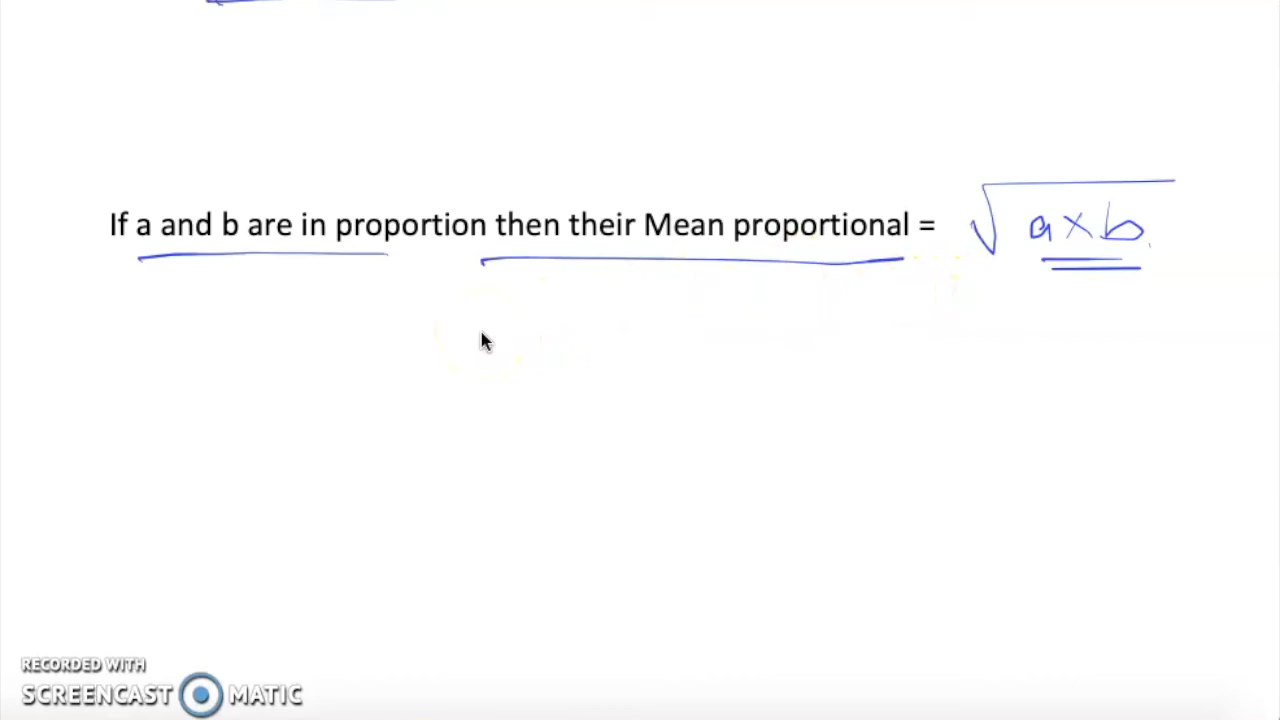 If a and b are in proportion then their Mean proportional = √a×b
RECORDED WITH
SCREENCAST MATIC